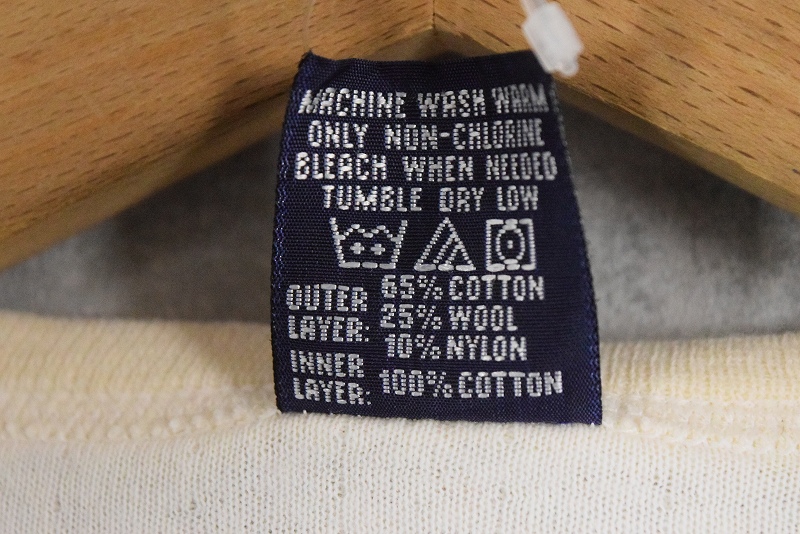 MACHINE WASH WARM
ONLY NON-CHLORINE
BLEACH WHEN NEEDED
TUMBLE DRY LOW
OUTER LAYER: 65% COTTON
25% WOOL
10% NYLON
INNER LAYER: 100% COTTON